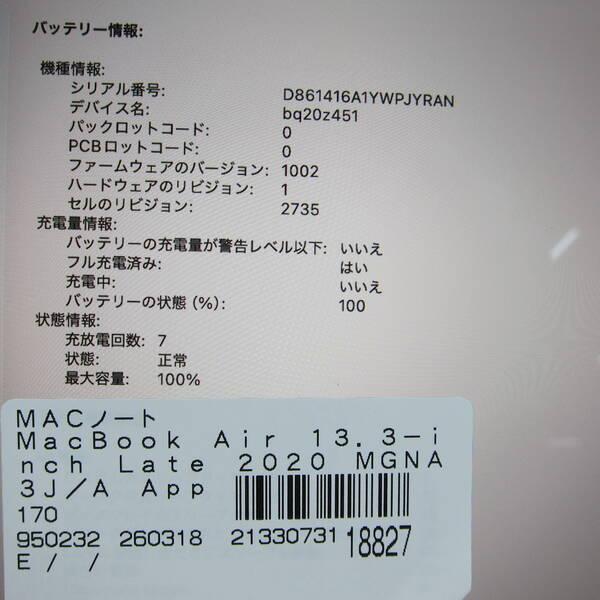 バッテリー情報:
機種情報:
シリアル番号: D861416A1YWPJYRAN
デバイス名: bq20z451
パックロットコード: 0
PCBロットコード: 0
ファームウェアのバージョン: 1002
ハードウェアのリビジョン: 1
セルのリビジョン: 2735
充電量情報:
バッテリーの充電量が警告レベル以下: いいえ
フル充電済み: はい
充電中: いいえ
バッテリーの状態 (%): 100
状態情報:
充放電回数: 7
状態: 正常
最大容量: 100%
MACノート
MacBook Air 13.3-i
nch Late 2020 MGNA
3J/A App
170
950232 260318 21330731 18827
E / /